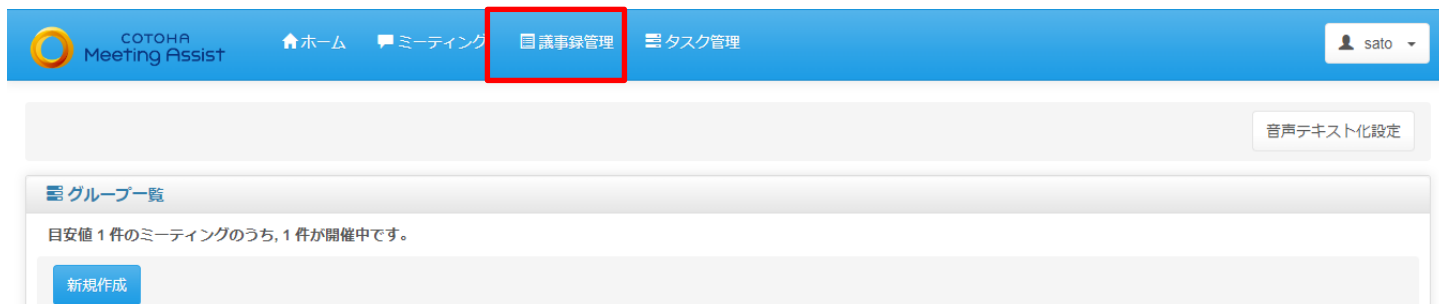 COTOHA
Meeting Assist
ホーム ミーティング 議事録管理 タスク管理 sato
音声テキスト化設定
グループ一覧
目安値 1 件のミーティングのうち, 1 件が開催中です。
新規作成